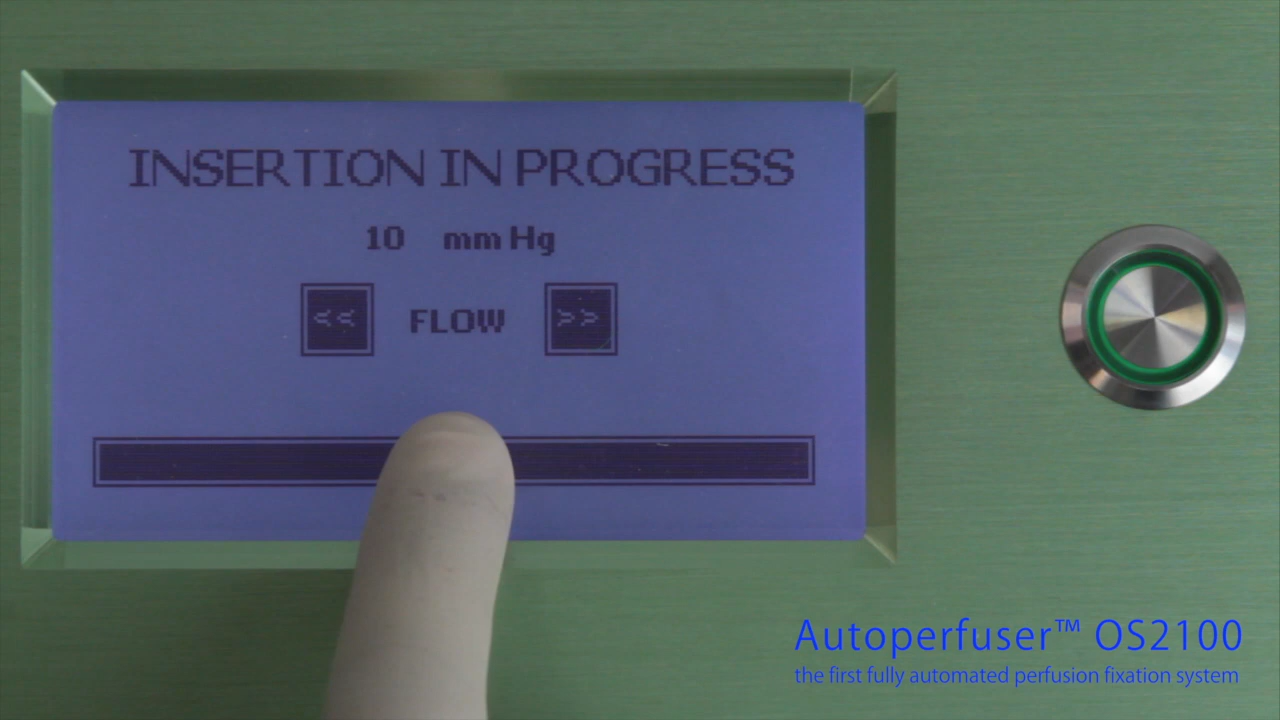 INSERTION IN PROGRESS
10 mm Hg
<< FLOW >>
Autoperfuser™ OS2100
the first fully automated perfusion fixation system